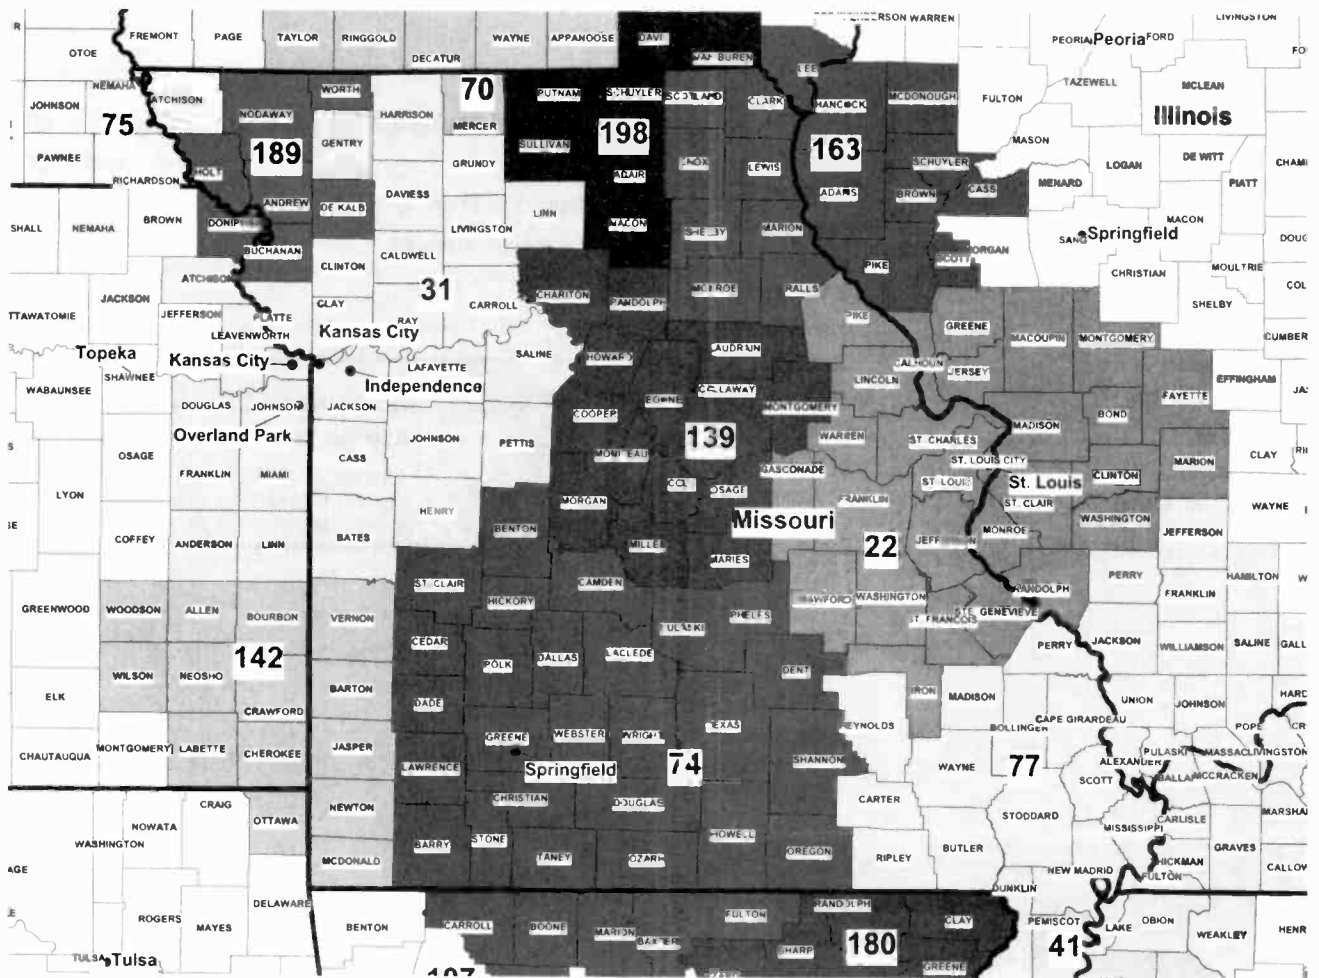 LIVINGSTON
FREMONT
PAGE
TAYLOR
RINGGOLD
WAYNE
APPANOOSE
WARREN
OTOE
DECATUR
VAN BUREN
LEE
PEORIA
Peoria
FORD
TAZEWELL
MCLEAN
NEMAHA
ATCHISON
JOHNSON
75
WORTH
NODAWAY
HARRISON
70
MERCER
PUTNAM
SCHUYLER
SCOTLAND
CLARK
HANCOCK
MCDONOUGH
FULTON
Illinois
PAWNEE
189
GENTRY
GRUNDY
SULLIVAN
198
KNOX
LEWIS
163
SCHUYLER
MASON
LOGAN
DE WITT
RICHARDSON
HOLT
ANDREW
DE KALB
DAVIESS
ADAIR
ADAMS
BROWN
CASS
MENARD
PIATT
NEMAHA
BROWN
BUCHANAN
LIVINGSTON
LINN
MACON
SHELBY
MARION
Springfield
MACON
CLINTON
CALDWELL
PIKE
MORGAN
SCOTT
CHRISTIAN
MOULTRIE
ATCHISON
JACKSON
JEFFERSON
PLATTE
CLAY
RAY
31
CARROLL
CHARITON
RANDOLPH
MONROE
RALLS
SHELBY
LEAVENWORTH
Kansas City
SALINE
PIKE
GREENE
MACOUPIN
MONTGOMERY
Topeka
SHAWNEE
Kansas City
LAFAYETTE
Independence
HOWARD
AUDRAIN
CALHOUN
JERSEY
WABAUNSEE
DOUGLAS
JOHNSON
JACKSON
BOONE
CALLAWAY
LINCOLN
EFFINGHAM
FAYETTE
Overland Park
JOHNSON
PETTIS
COOPER
MONTGOMERY
MADISON
BOND
OSAGE
CASS
139
WARREN
ST. CHARLES
FRANKLIN
MIAMI
MONITEAU
GASCONADE
ST. LOUIS CITY
MARION
CLAY
LYON
MORGAN
OSAGE
ST. LOUIS
St. Louis
CLINTON
HENRY
Missouri
FRANKLIN
ST. CLAIR
WASHINGTON
WAYNE
COFFEY
ANDERSON
LINN
BATES
BENTON
MILLER
MARIES
22
JEFFERSON
MONROE
JEFFERSON
GREENWOOD
WOODSON
ALLEN
BOURBON
VERNON
ST. CLAIR
HICKORY
CAMDEN
CRAWFORD
WASHINGTON
RANDOLPH
PERRY
HAMILTON
FRANKLIN
PULASKI
PHELPS
ST. FRANCOIS
STE. GENEVIEVE
142
CEDAR
POLK
DALLAS
LACLEDE
PERRY
JACKSON
WILLIAMSON
SALINE
ELK
WILSON
NEOSHO
CRAWFORD
BARTON
DADE
DENT
IRON
MADISON
UNION
JOHNSON
CHAUTAUQUA
MONTGOMERY
LABETTE
CHEROKEE
JASPER
GREENE
WEBSTER
WRIGHT
TEXAS
REYNOLDS
BOLLINGER
CAPE GIRARDEAU
POPE
LAWRENCE
Springfield
74
SHANNON
WAYNE
77
SCOTT
ALEXANDER
PULASKI
LIVINGSTON
MCCRACKEN
CRAIG
NOWATA
OTTAWA
NEWTON
CHRISTIAN
DOUGLAS
CARTER
STODDARD
MISSISSIPPI
CARLISLE
WASHINGTON
MCDONALD
BARRY
STONE
TANEY
OZARK
HOWELL
OREGON
RIPLEY
BUTLER
NEW MADRID
HICKMAN
FULTON
GRAVES
ROGERS
MAYES
DELAWARE
BENTON
CARROLL
BOONE
MARION
BAXTER
FULTON
RANDOLPH
CLAY
DUNKLIN
PEMISCOT
LAKE
OBION
WEAKLEY
Tulsa
SHARP
180
GREENE
41